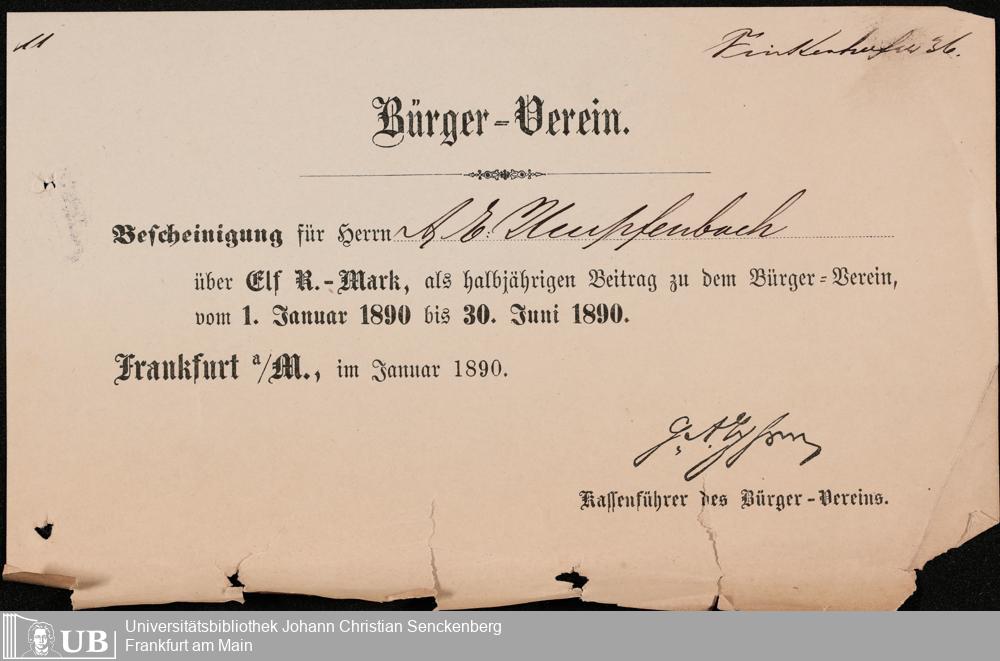 11
Finkenhofstr 36.
Bürger-Verein.
Bescheinigung für Herrn A. E. Umpfenbach
über Elf R.-Mark, als halbjährigen Beitrag zu dem Bürger-Verein,
vom 1. Januar 1890 bis 30. Juni 1890.
Frankfurt a/M., im Januar 1890.
Kassenführer des Bürger-Vereins.
UB Universitätsbibliothek Johann Christian Senckenberg
Frankfurt am Main